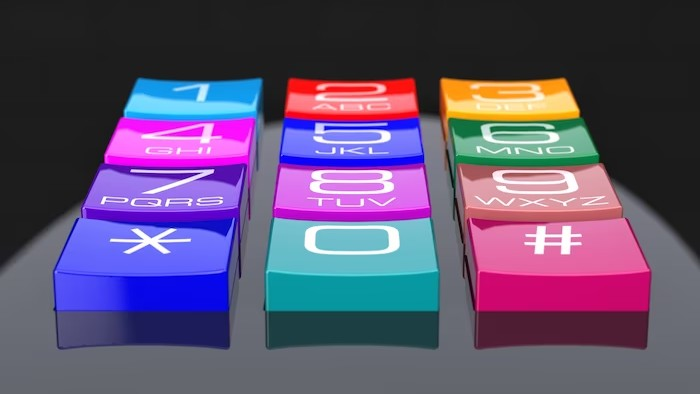 1 2 3
ABC DEF
4 5 6
GHI JKL MNO
7 8 9
PQRS TUV WXYZ
* 0 #